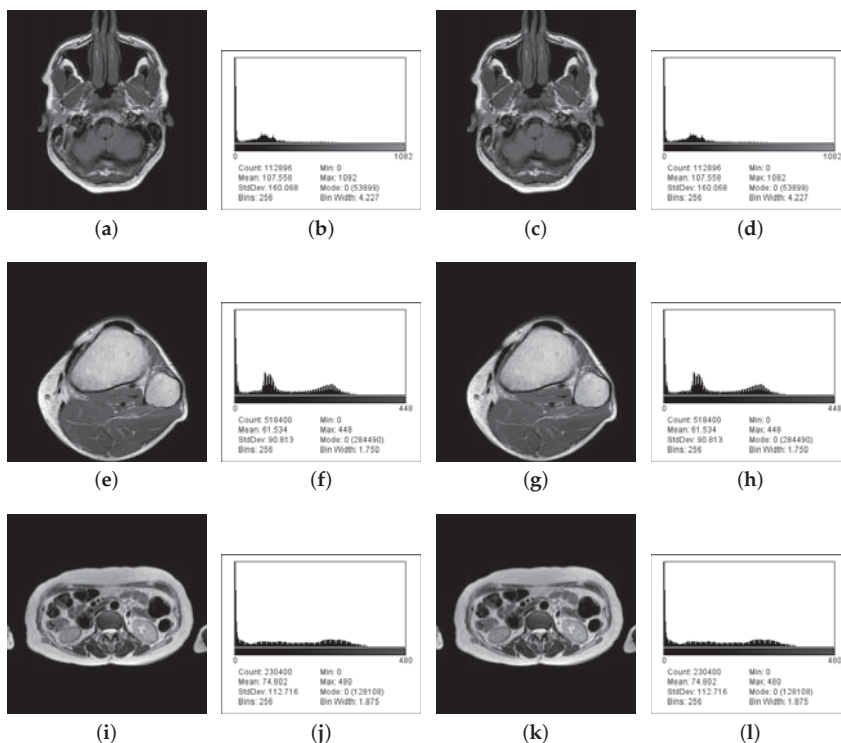 0 1082
Count: 112896 Min: 0
Mean: 107.558 Max: 1082
StdDev: 160.068 Mode: 0 (53899)
Bins: 256 Bin Width: 4.227
0 1082
Count: 112896 Min: 0
Mean: 107.558 Max: 1082
StdDev: 160.068 Mode: 0 (53899)
Bins: 256 Bin Width: 4.227
(a) (b) (c) (d)
0 448
Count: 518400 Min: 0
Mean: 61.534 Max: 448
StdDev: 90.813 Mode: 0 (284490)
Bins: 256 Bin Width: 1.750
0 448
Count: 518400 Min: 0
Mean: 61.534 Max: 448
StdDev: 90.813 Mode: 0 (284490)
Bins: 256 Bin Width: 1.750
(e) (f) (g) (h)
0 480
Count: 230400 Min: 0
Mean: 74.802 Max: 480
StdDev: 112.716 Mode: 0 (128108)
Bins: 256 Bin Width: 1.875
0 480
Count: 230400 Min: 0
Mean: 74.802 Max: 480
StdDev: 112.716 Mode: 0 (128108)
Bins: 256 Bin Width: 1.875
(i) (j) (k) (l)